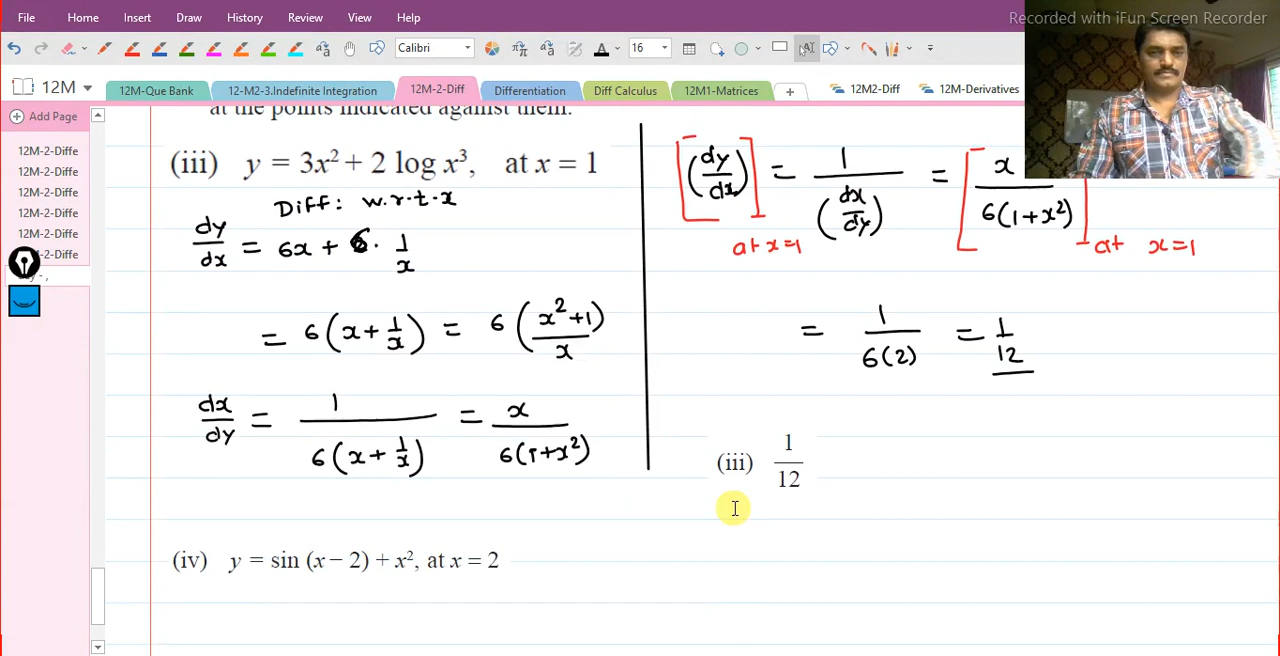 Recorded with iFun Screen Recorder
File Home Insert Draw History Review View Help
Calibri 16
12M 12M-Que Bank 12-M2-3.Indefinite Integration 12M-2-Diff Differentiation Diff Calculus 12M1-Matrices + 12M2-Diff 12M-Derivatives
Add Page
12M-2-Diffe
12M-2-Diffe
12M-2-Diffe
12M-2-Diffe
12M-2-Diffe
12M-2-Diffe
at the points indicated against them.
(iii) y = 3x² + 2 log x³, at x = 1
Diff: w.r.t.x
dy/dx = 6x + 6 · 1/x
= 6(x + 1/x) = 6((x²+1)/x)
dx/dy = 1/(6(x + 1/x)) = x/(6(1+x²))
[(dy/dx)] at x=1 = 1/(dx/dy) = [x/(6(1+x²))] at x=1
= 1/(6(2)) = 1/12
(iii) 1/12
(iv) y = sin (x − 2) + x², at x = 2